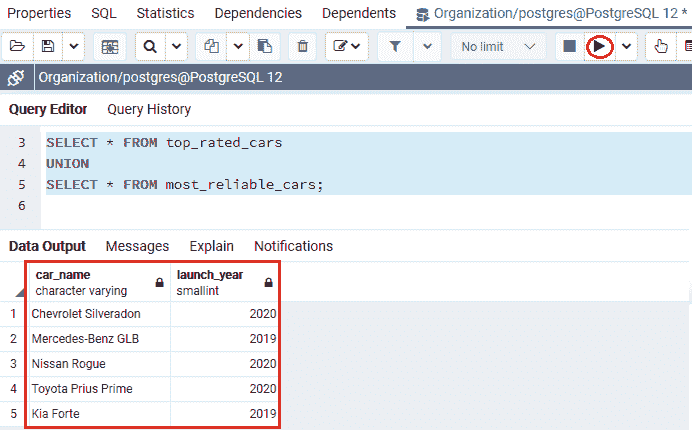 Properties SQL Statistics Dependencies Dependents Organization/postgres@PostgreSQL 12 *
No limit
Organization/postgres@PostgreSQL 12
Query Editor Query History
3 SELECT * FROM top_rated_cars
4 UNION
5 SELECT * FROM most_reliable_cars;
6
Data Output Messages Explain Notifications
car_name launch_year
character varying smallint
1 Chevrolet Silveradon 2020
2 Mercedes-Benz GLB 2019
3 Nissan Rogue 2020
4 Toyota Prius Prime 2020
5 Kia Forte 2019